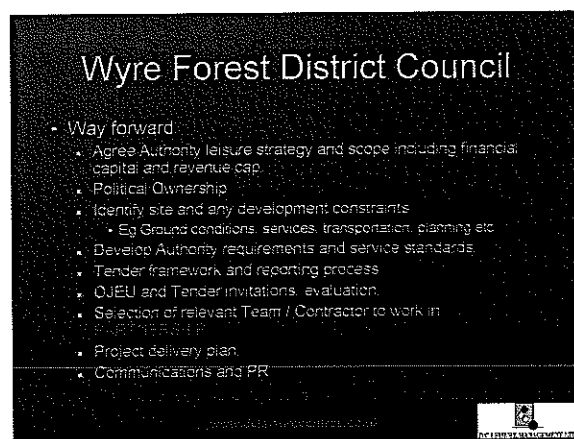 Wyre Forest District Council
• Way forward
• Agree Authority leisure strategy and scope including financial
capital and revenue cap.
• Political Ownership
• Identify site and any development constraints
• Eg Ground conditions, services, transportation, planning etc
• Develop Authority requirements and service standards.
• Tender framework and reporting process
• OJEU and Tender invitations, evaluation.
• Selection of relevant Team / Contractor to work in
PARTNERSHIP
• Project delivery plan.
• Communications and PR